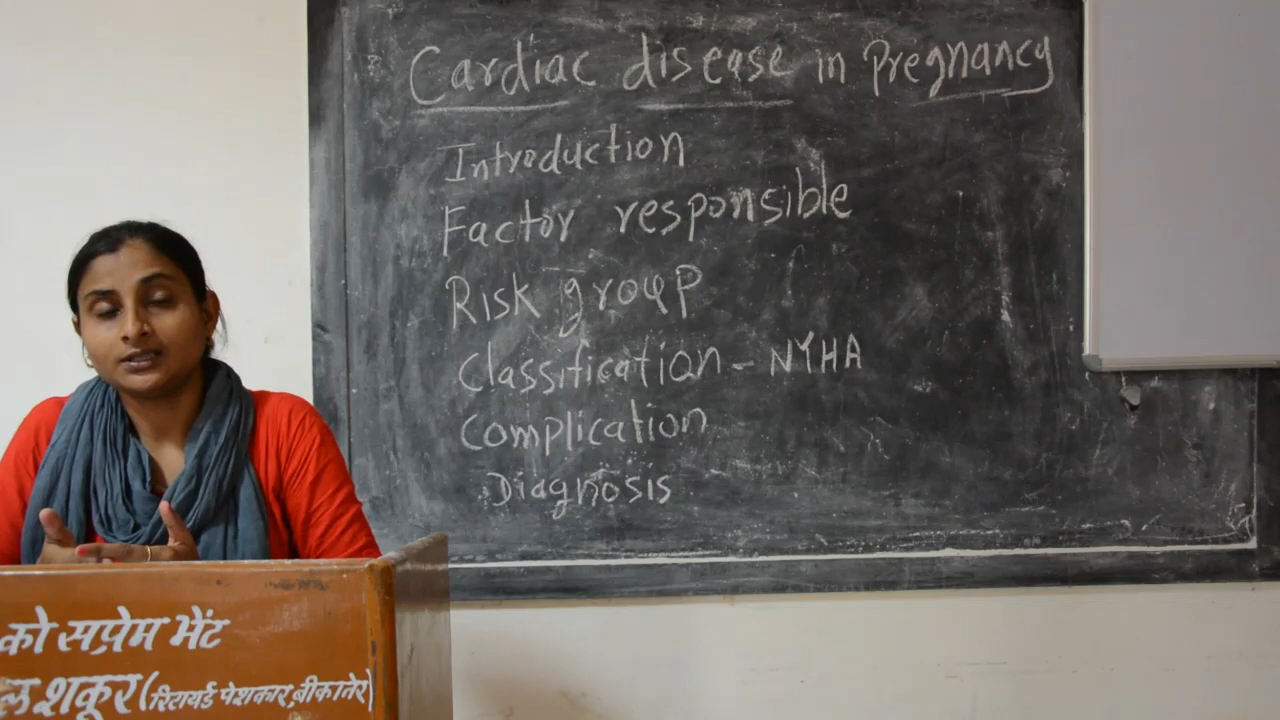 Cardiac disease in Pregnancy
Introduction
Factor responsible
Risk group
Classification - NYHA
Complication
Diagnosis
को सप्रेम भेंट
शकूर (रिटायर्ड पेशकार, बीकानेर)